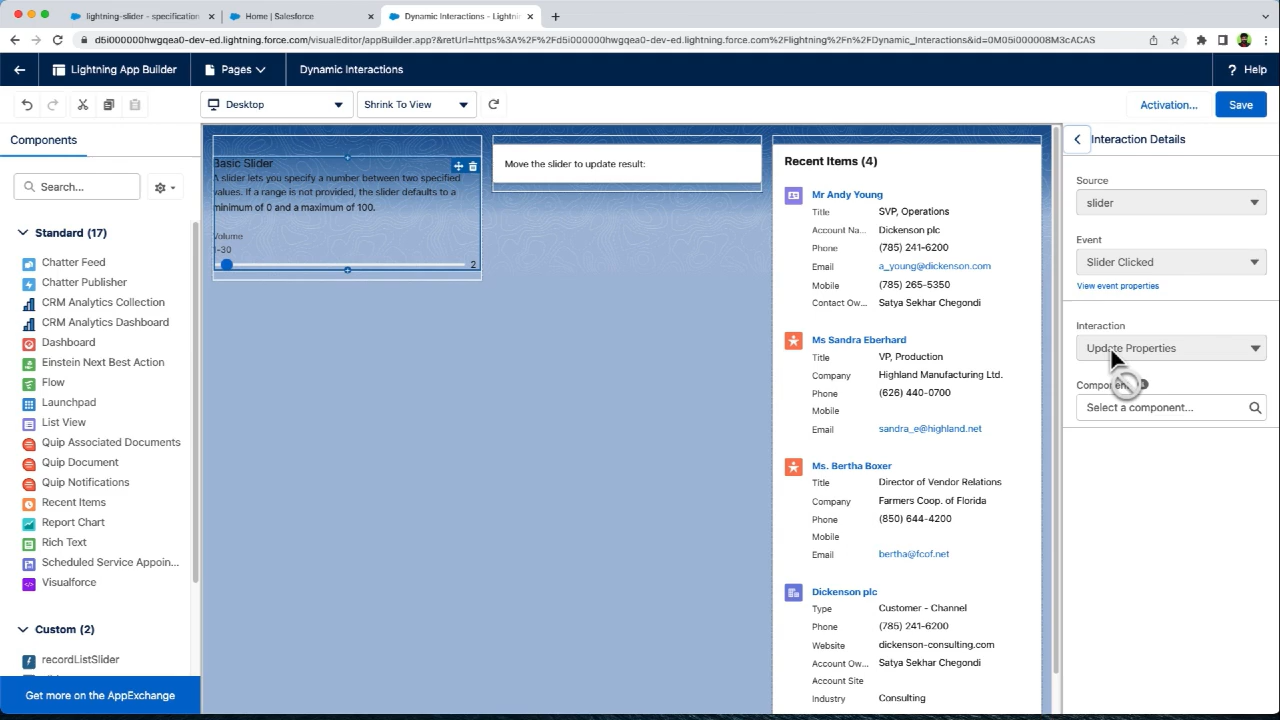 lightning-slider - specification
Home | Salesforce
Dynamic Interactions - Lightnin
d5i000000hwgqea0-dev-ed.lightning.force.com/visualEditor/appBuilder.app?&retUrl=https%3A%2F%2Fd5i000000hwgqea0-dev-ed.lightning.force.com%2Flightning%2Fn%2FDynamic_Interactions&id=0M05i000008M3cACAS
Lightning App Builder
Pages
Dynamic Interactions
? Help
Desktop
Shrink To View
Activation...
Save
Components
Search...
Standard (17)
Chatter Feed
Chatter Publisher
CRM Analytics Collection
CRM Analytics Dashboard
Dashboard
Einstein Next Best Action
Flow
Launchpad
List View
Quip Associated Documents
Quip Document
Quip Notifications
Recent Items
Report Chart
Rich Text
Scheduled Service Appoin...
Visualforce
Custom (2)
recordListSlider
Get more on the AppExchange
Basic Slider
A slider lets you specify a number between two specified
values. If a range is not provided, the slider defaults to a
minimum of 0 and a maximum of 100.
Volume
1-30
2
Move the slider to update result:
Recent Items (4)
Mr Andy Young
Title SVP, Operations
Account Na... Dickenson plc
Phone (785) 241-6200
Email a_young@dickenson.com
Mobile (785) 265-5350
Contact Ow... Satya Sekhar Chegondi
Ms Sandra Eberhard
Title VP, Production
Company Highland Manufacturing Ltd.
Phone (626) 440-0700
Mobile
Email sandra_e@highland.net
Ms. Bertha Boxer
Title Director of Vendor Relations
Company Farmers Coop. of Florida
Phone (850) 644-4200
Mobile
Email bertha@fcof.net
Dickenson plc
Type Customer - Channel
Phone (785) 241-6200
Website dickenson-consulting.com
Account Ow... Satya Sekhar Chegondi
Account Site
Industry Consulting
Interaction Details
Source
slider
Event
Slider Clicked
View event properties
Interaction
Update Properties
Select a component...